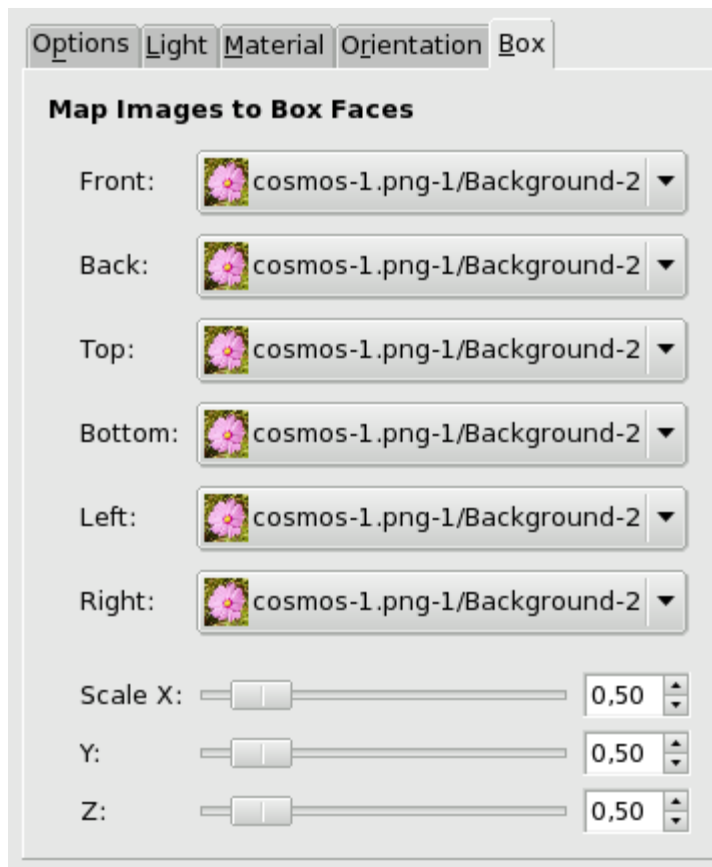 Options Light Material Orientation Box
Map Images to Box Faces
Front: cosmos-1.png-1/Background-2
Back: cosmos-1.png-1/Background-2
Top: cosmos-1.png-1/Background-2
Bottom: cosmos-1.png-1/Background-2
Left: cosmos-1.png-1/Background-2
Right: cosmos-1.png-1/Background-2
Scale X: 0,50
Y: 0,50
Z: 0,50